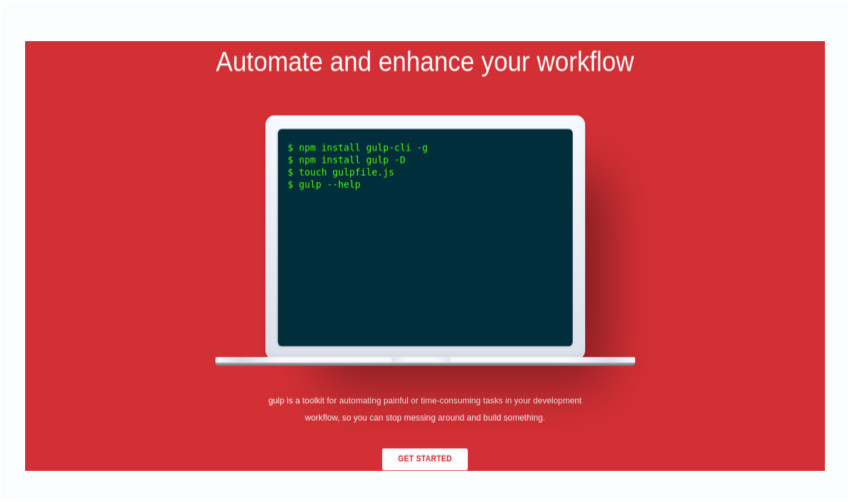 Automate and enhance your workflow
$ npm install gulp-cli -g
$ npm install gulp -D
$ touch gulpfile.js
$ gulp --help
gulp is a toolkit for automating painful or time-consuming tasks in your development
workflow, so you can stop messing around and build something.
GET STARTED